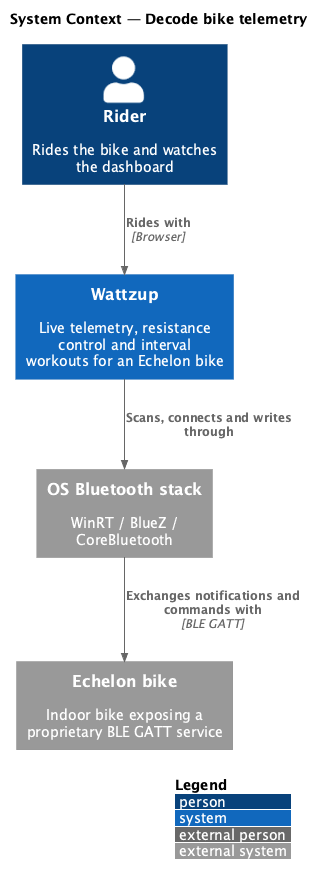 System Context — Decode bike telemetry
Rider
Rides the bike and watches
the dashboard
Rides with
[Browser]
Wattzup
Live telemetry, resistance
control and interval
workouts for an Echelon bike
Scans, connects and writes
through
OS Bluetooth stack
WinRT / BlueZ /
CoreBluetooth
Exchanges notifications and
commands with
[BLE GATT]
Echelon bike
Indoor bike exposing a
proprietary BLE GATT service
Legend
person
system
external person
external system